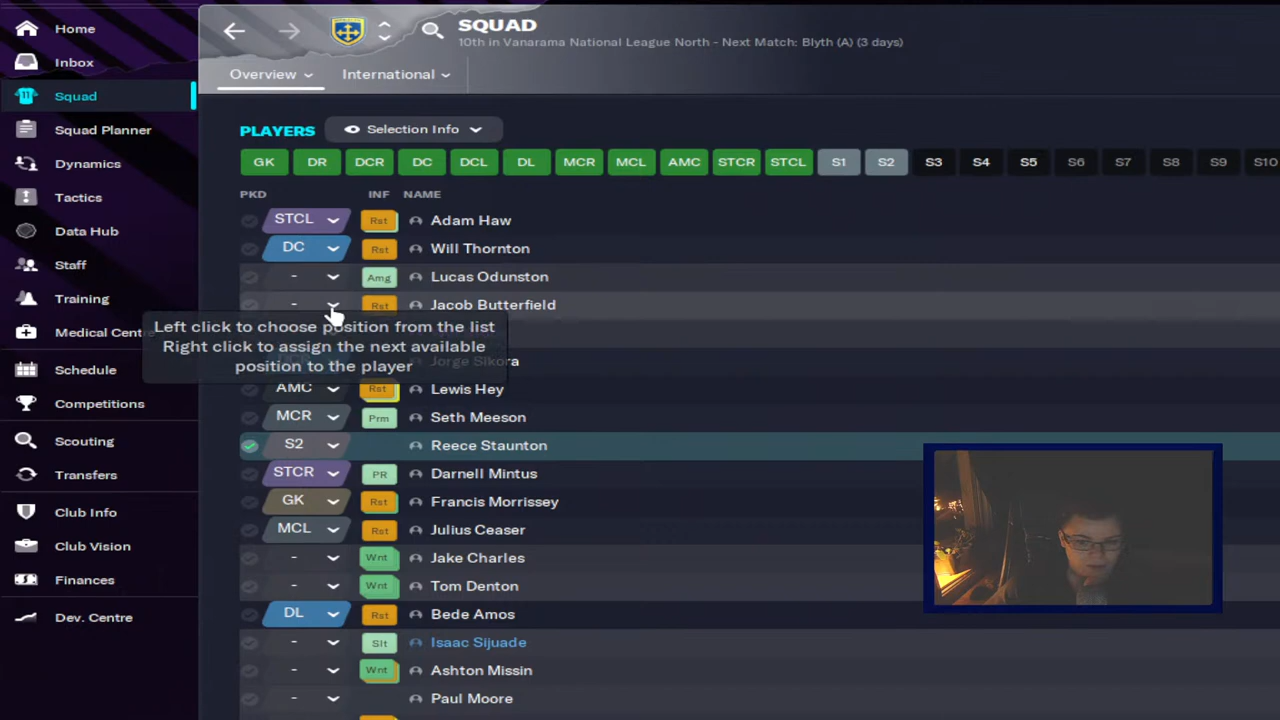 Home
Inbox
Squad
Squad Planner
Dynamics
Tactics
Data Hub
Staff
Training
Medical Cent
Schedule
Competitions
Scouting
Transfers
Club Info
Club Vision
Finances
Dev. Centre
SQUAD
10th in Vanarama National League North - Next Match: Blyth (A) (3 days)
Overview International
PLAYERS Selection Info
GK DR DCR DC DCL DL MCR MCL AMC STCR STCL S1 S2 S3 S4 S5 S6 S7 S8 S9 S10
PKD INF NAME
STCL Rst Adam Haw
DC Rst Will Thornton
- Amg Lucas Odunston
- Rst Jacob Butterfield
Left click to choose position from the list
Right click to assign the next available
position to the player
Jorge Sikora
AMC Rst Lewis Hey
MCR Prm Seth Meeson
S2 Reece Staunton
STCR PR Darnell Mintus
GK Rst Francis Morrissey
MCL Rst Julius Ceaser
- Wnt Jake Charles
- Wnt Tom Denton
DL Rst Bede Amos
- Slt Isaac Sijuade
- Wnt Ashton Missin
- Paul Moore